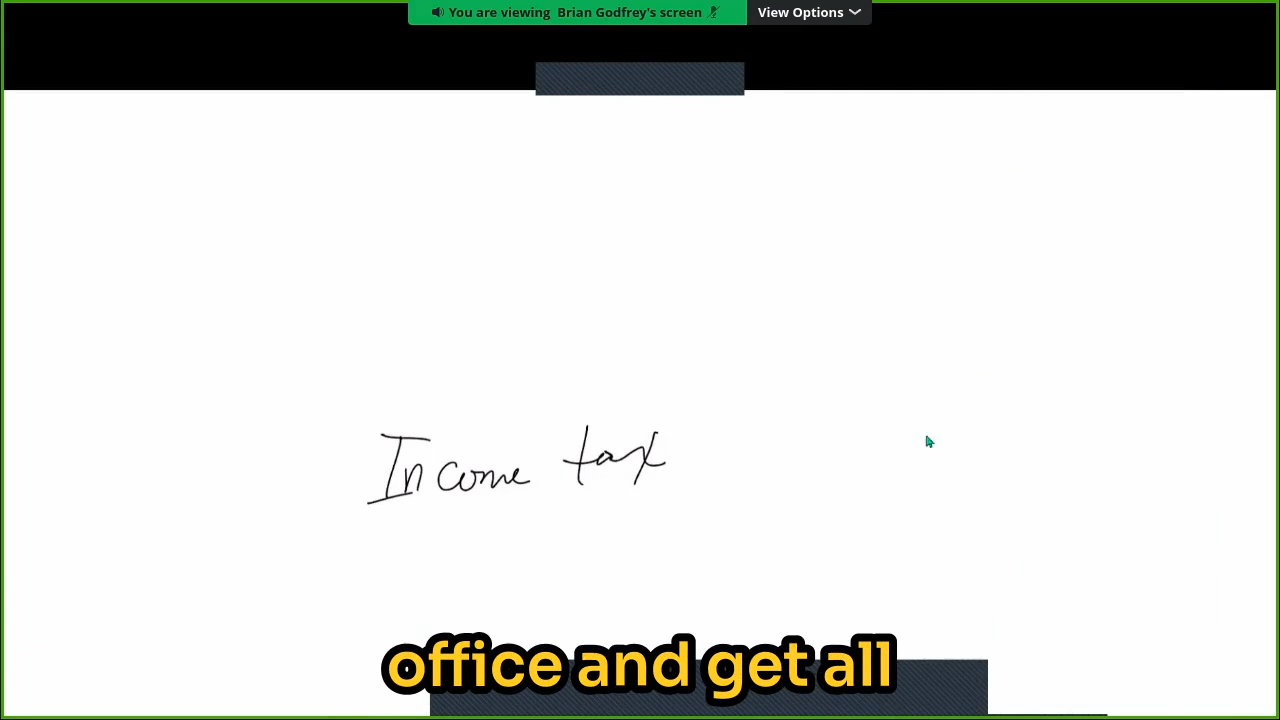 You are viewing Brian Godfrey's screen View Options
Income tax
office and get all